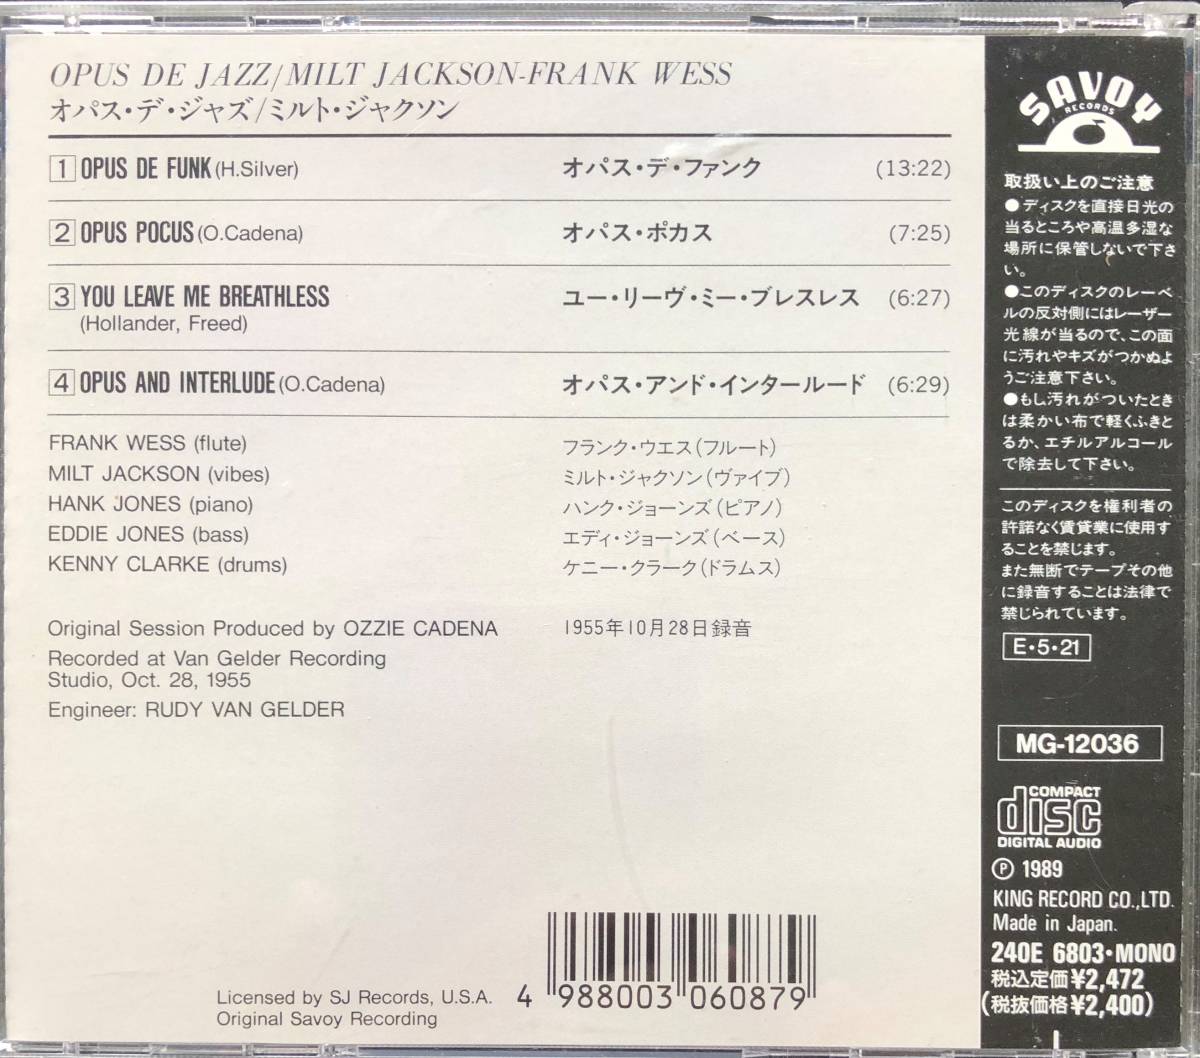 OPUS DE JAZZ/MILT JACKSON-FRANK WESS
オパス・デ・ジャズ/ミルト・ジャクソン
1 OPUS DE FUNK (H.Silver) オパス・デ・ファンク (13:22)
2 OPUS POCUS (O.Cadena) オパス・ポカス (7:25)
3 YOU LEAVE ME BREATHLESS ユー・リーヴ・ミー・ブレスレス (6:27)
(Hollander, Freed)
4 OPUS AND INTERLUDE (O.Cadena) オパス・アンド・インタールード (6:29)
FRANK WESS (flute) フランク・ウエス(フルート)
MILT JACKSON (vibes) ミルト・ジャクソン(ヴァイブ)
HANK JONES (piano) ハンク・ジョーンズ(ピアノ)
EDDIE JONES (bass) エディ・ジョーンズ(ベース)
KENNY CLARKE (drums) ケニー・クラーク(ドラムス)
Original Session Produced by OZZIE CADENA 1955年10月28日録音
Recorded at Van Gelder Recording
Studio, Oct. 28, 1955
Engineer: RUDY VAN GELDER
Licensed by SJ Records, U.S.A.
Original Savoy Recording
4 988003 060879
SAVOY
RECORDS
取扱い上のご注意
●ディスクを直接日光の
当るところや高温多湿な
場所に保管しないで下さ
い。
●このディスクのレーベ
ルの反対側にはレーザー
光線が当るので、この面
に汚れやキズがつかぬよ
うご注意下さい。
●もし汚れがついたとき
は柔かい布で軽くふきと
るか、エチルアルコール
で除去して下さい。
このディスクを権利者の
許諾なく賃貸業に使用す
ることを禁じます。
また無断でテープその他
に録音することは法律で
禁じられています。
E・5・21
MG-12036
COMPACT
disc
DIGITAL AUDIO
Ⓟ 1989
KING RECORD CO.,LTD.
Made in Japan.
240E 6803・MONO
税込定価¥2,472
(税抜価格¥2,400)